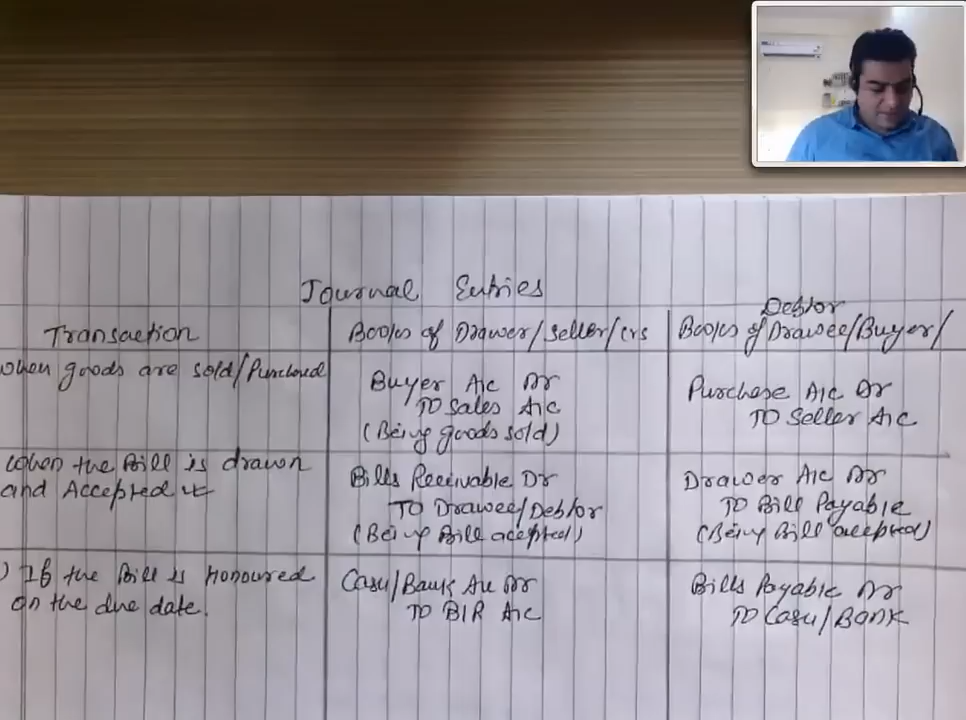 Journal Entries
Transaction
Books of Drawer/Seller/Crs
Debtor
Books of Drawee/Buyer/
When goods are sold/Purchased
Buyer A/c Dr
To Sales A/c
(Being goods sold)
Purchase A/c Dr
To Seller A/c
When the Bill is drawn
and Accepted
Bills Receivable Dr
To Drawee/Debtor
(Being Bill accepted)
Drawer A/c Dr
To Bill Payable
(Being Bill accepted)
) If the Bill is Honoured
on the due date.
Cash/Bank A/c Dr
To B/R A/c
Bills Payable Dr
To Cash/Bank